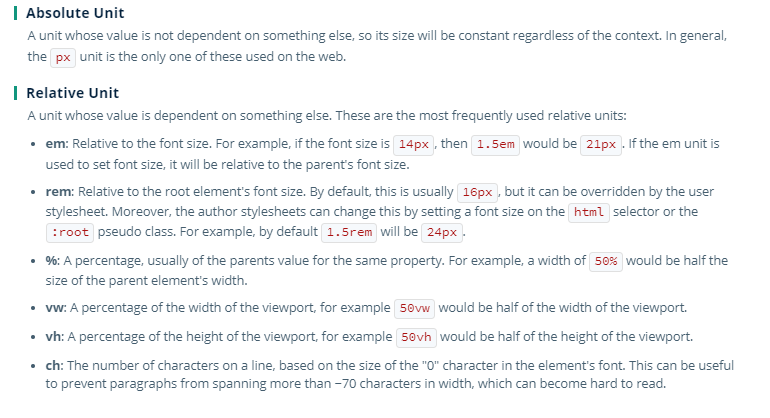 Absolute Unit
A unit whose value is not dependent on something else, so its size will be constant regardless of the context. In general,
the px unit is the only one of these used on the web.
Relative Unit
A unit whose value is dependent on something else. These are the most frequently used relative units:
• em: Relative to the font size. For example, if the font size is 14px, then 1.5em would be 21px. If the em unit is
used to set font size, it will be relative to the parent's font size.
• rem: Relative to the root element's font size. By default, this is usually 16px, but it can be overridden by the user
stylesheet. Moreover, the author stylesheets can change this by setting a font size on the html selector or the
:root pseudo class. For example, by default 1.5rem will be 24px.
• %: A percentage, usually of the parents value for the same property. For example, a width of 50% would be half the
size of the parent element's width.
• vw: A percentage of the width of the viewport, for example 50vw would be half of the width of the viewport.
• vh: A percentage of the height of the viewport, for example 50vh would be half of the height of the viewport.
• ch: The number of characters on a line, based on the size of the "0" character in the element's font. This can be useful
to prevent paragraphs from spanning more than ~70 characters in width, which can become hard to read.